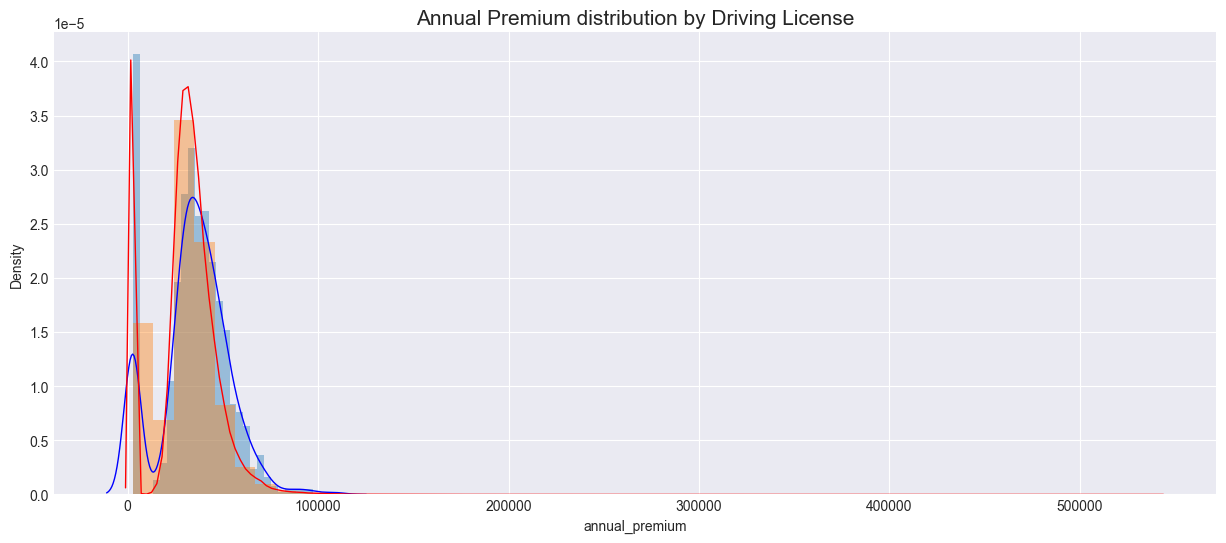 Annual Premium distribution by Driving License
1e−5
4.0
3.5
3.0
2.5
2.0
1.5
1.0
0.5
0.0
Density
0 100000 200000 300000 400000 500000
annual_premium